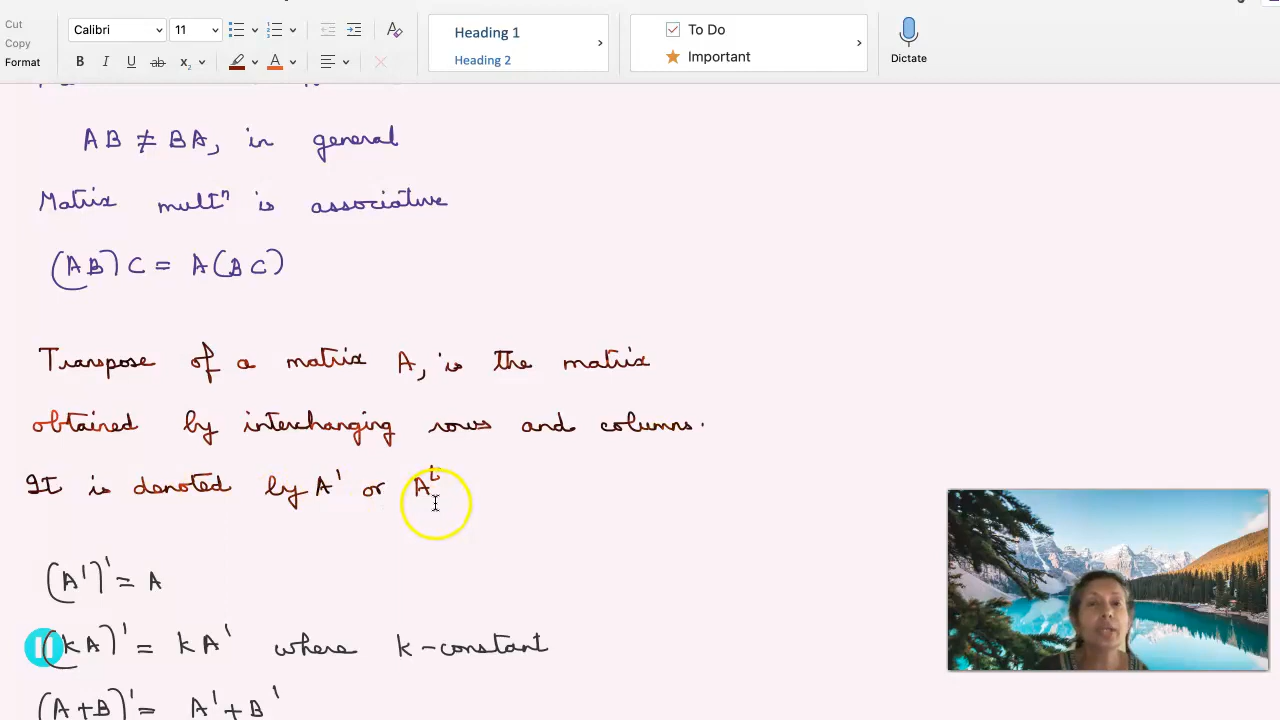 Cut
Copy
Format
Calibri
11
B I U ab x₂ A
Heading 1
Heading 2
To Do
Important
Dictate
AB ≠ BA, in general
Matrix multⁿ is associative
(AB)C = A(BC)
Transpose of a matrix A, is the matrix
obtained by interchanging rows and columns.
It is denoted by A' or Aᵗ
(A')' = A
(kA)' = kA' where k-constant
(A+B)' = A'+B'